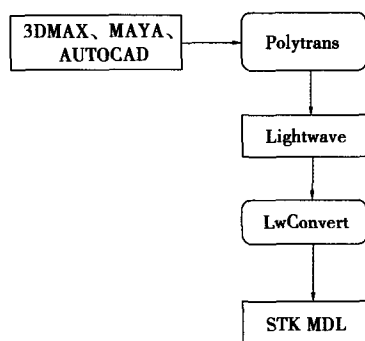 3DMAX、MAYA、
AUTOCAD
Polytrans
Lightwave
LwConvert
STK MDL